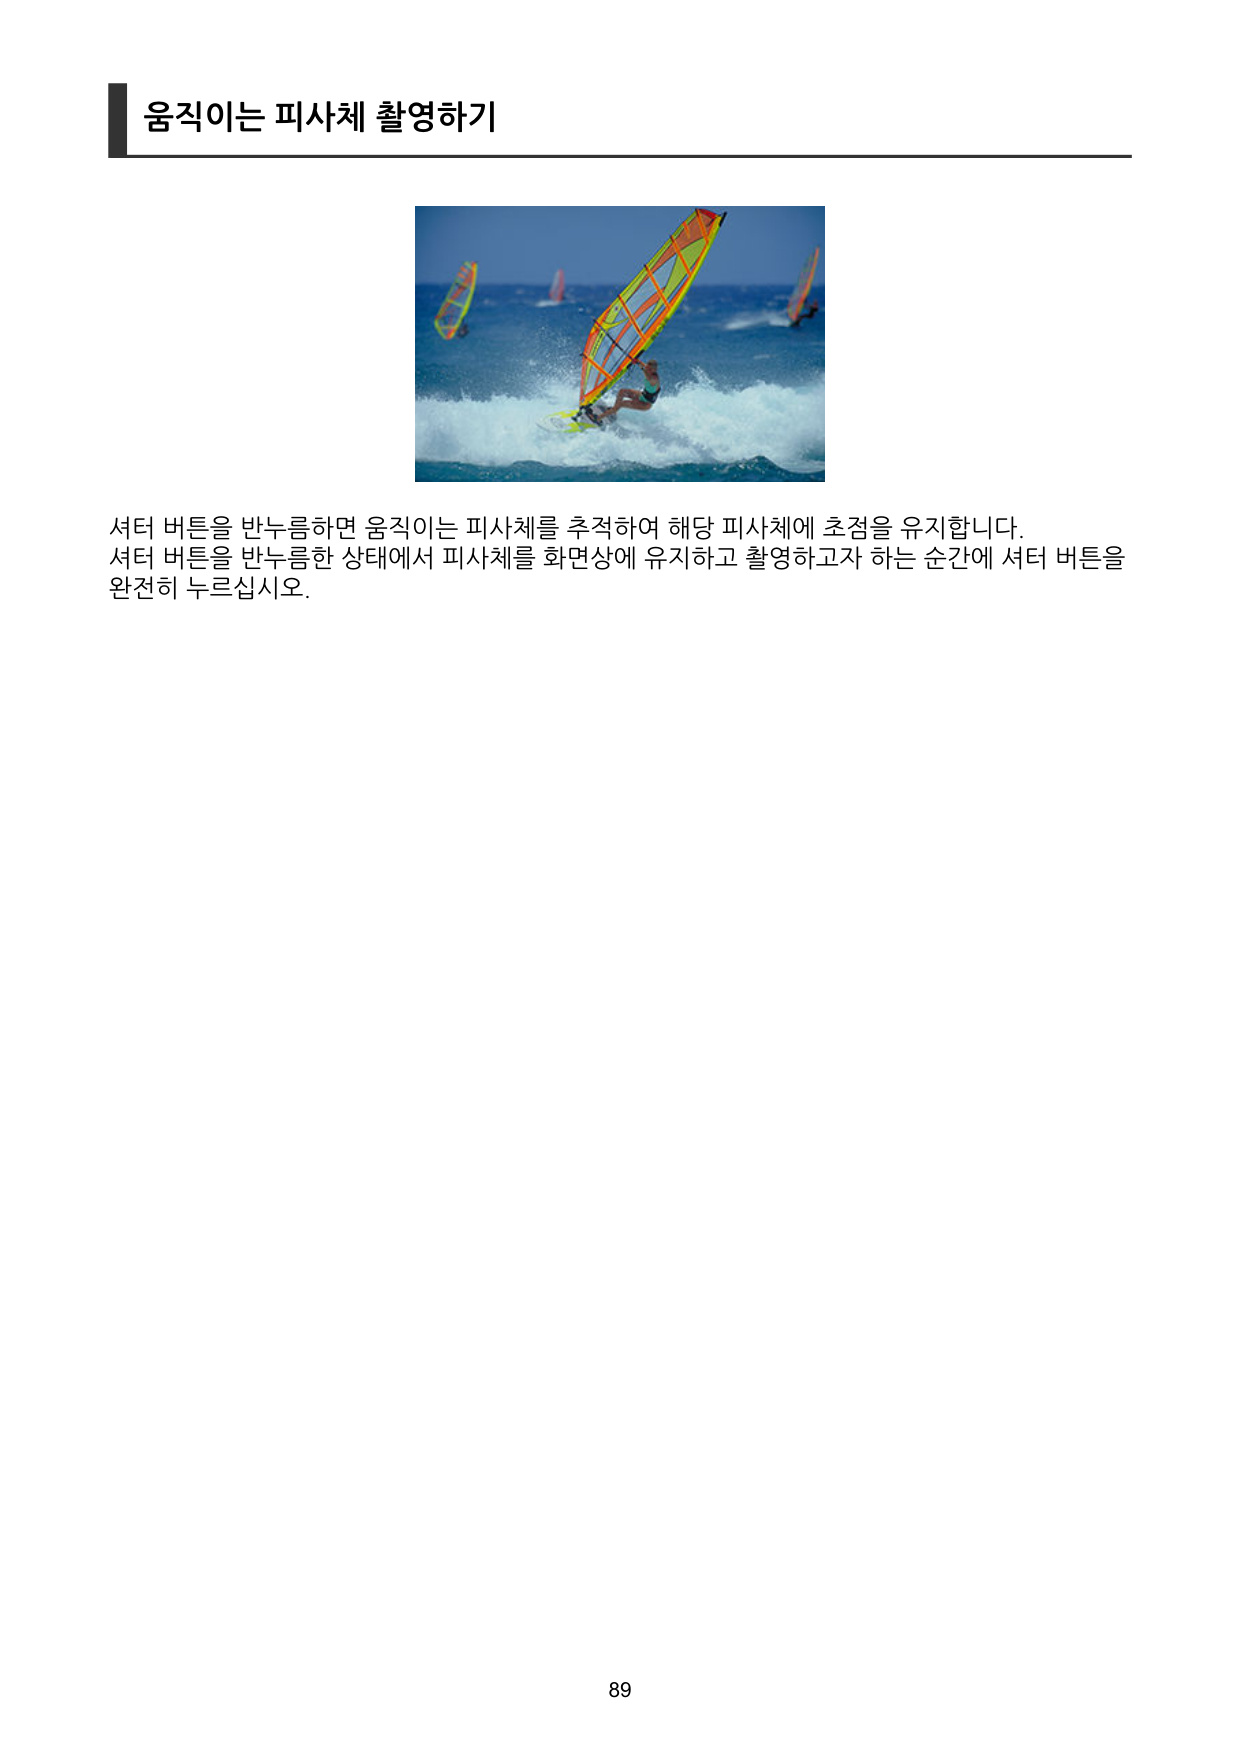 움직이는 피사체 촬영하기
셔터 버튼을 반누름하면 움직이는 피사체를 추적하여 해당 피사체에 초점을 유지합니다.
셔터 버튼을 반누름한 상태에서 피사체를 화면상에 유지하고 촬영하고자 하는 순간에 셔터 버튼을
완전히 누르십시오.
89